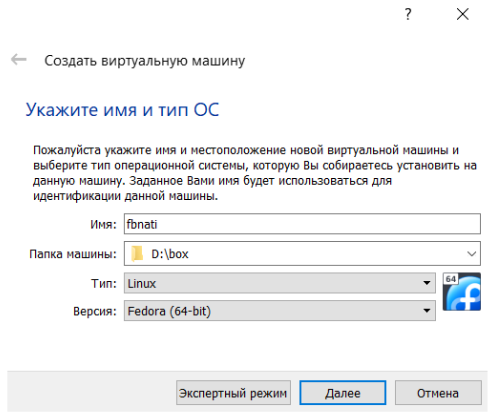 ?
Создать виртуальную машину
Укажите имя и тип ОС
Пожалуйста укажите имя и местоположение новой виртуальной машины и
выберите тип операционной системы, которую Вы собираетесь установить на
данную машину. Заданное Вами имя будет использоваться для
идентификации данной машины.
Имя: fbnati
Папка машины: D:\box
Тип: Linux
64
Версия: Fedora (64-bit)
Экспертный режим Далее Отмена